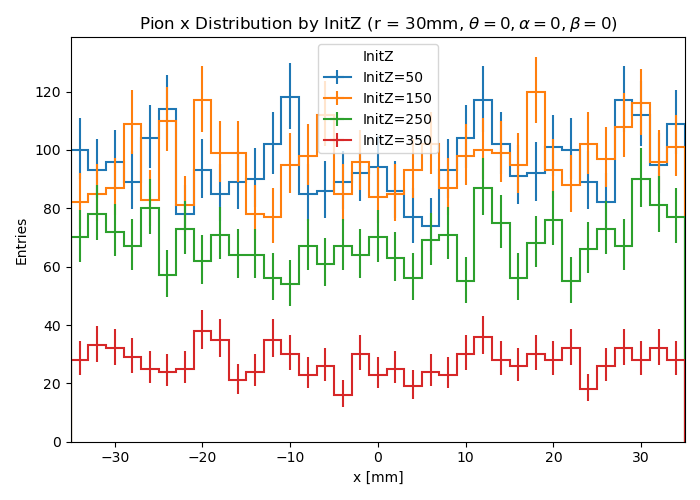 Pion x Distribution by InitZ (r = 30mm, θ = 0, α = 0, β = 0)
InitZ
InitZ=50
InitZ=150
InitZ=250
InitZ=350
Entries
120
100
80
60
40
20
0
−30 −20 −10 0 10 20 30
x [mm]